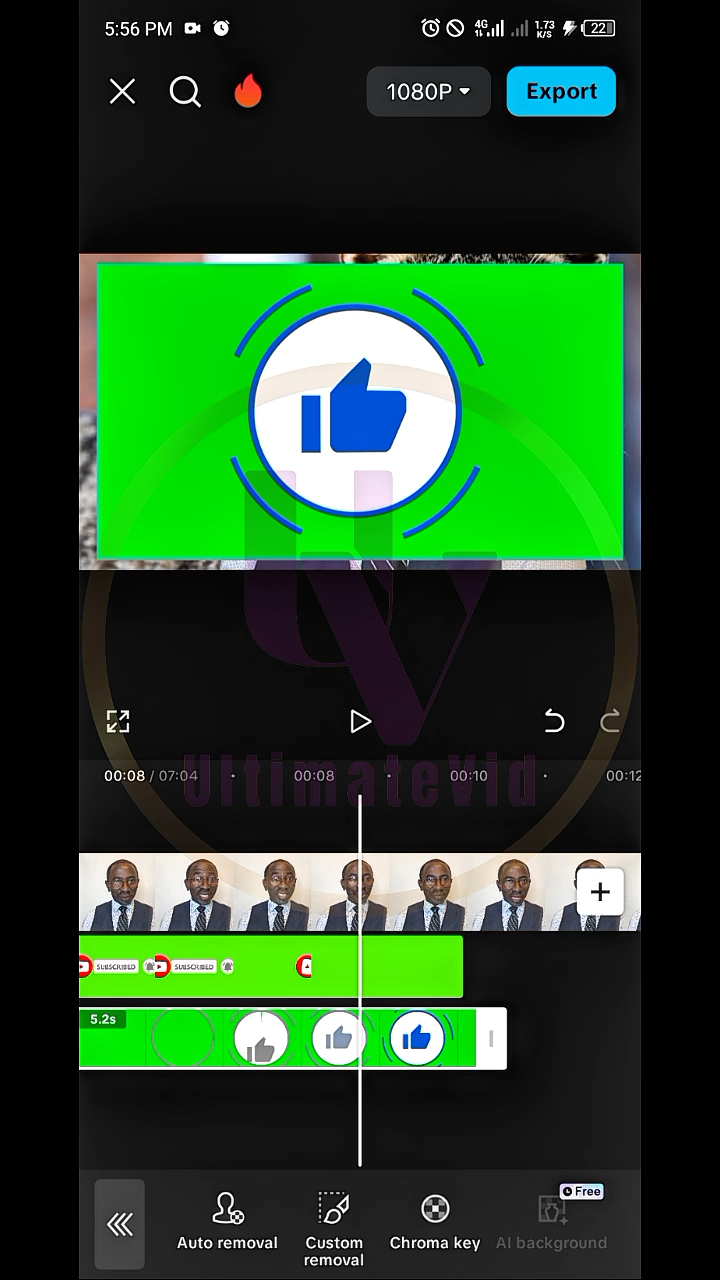 5:56 PM
4G
1.73 K/S
22
1080P
Export
UltimateVid
00:08 / 07:04
00:08
00:10
00:12
SUBSCRIBED
SUBSCRIBED
5.2s
Free
Auto removal
Custom
removal
Chroma key
AI background